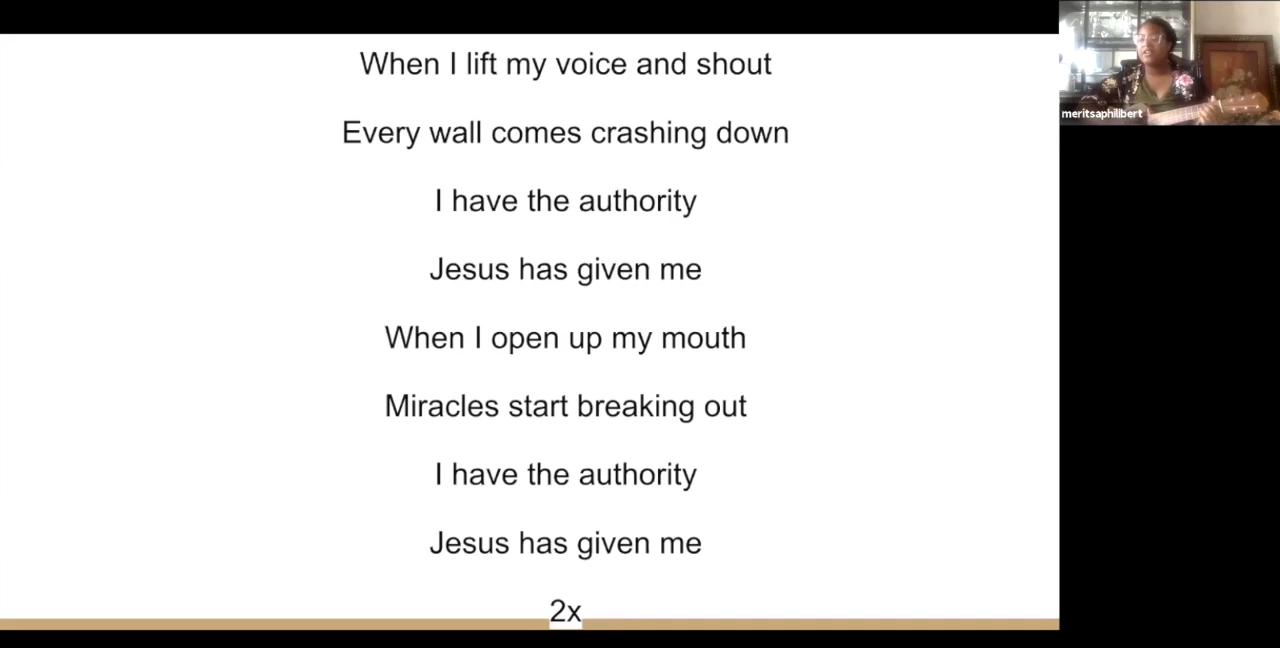 When I lift my voice and shout
Every wall comes crashing down
I have the authority
Jesus has given me
When I open up my mouth
Miracles start breaking out
I have the authority
Jesus has given me
2x
meritsaphilibert